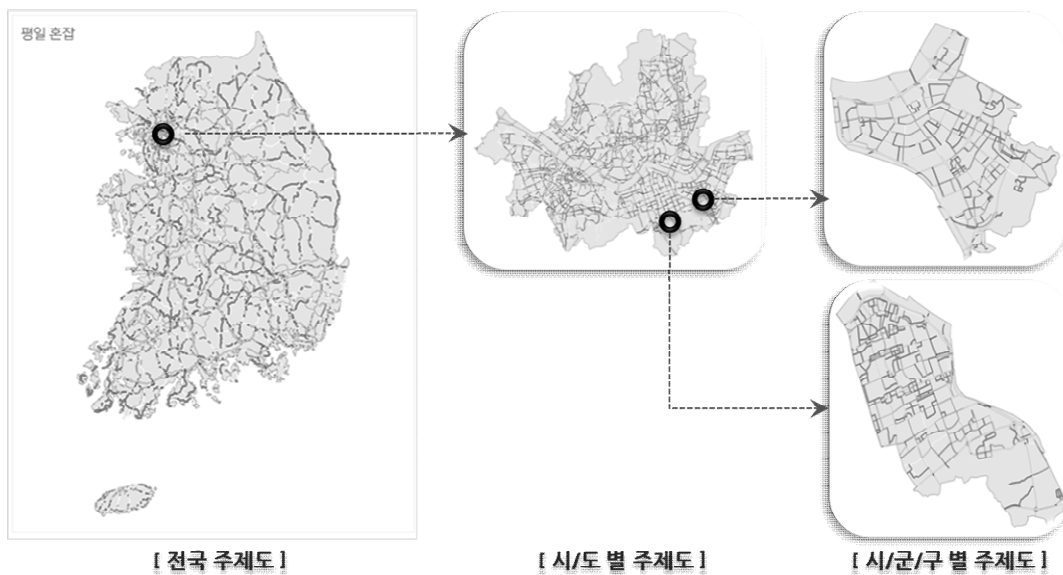 평일 혼잡
[ 전국 주제도 ]
[ 시/도 별 주제도 ]
[ 시/군/구 별 주제도 ]